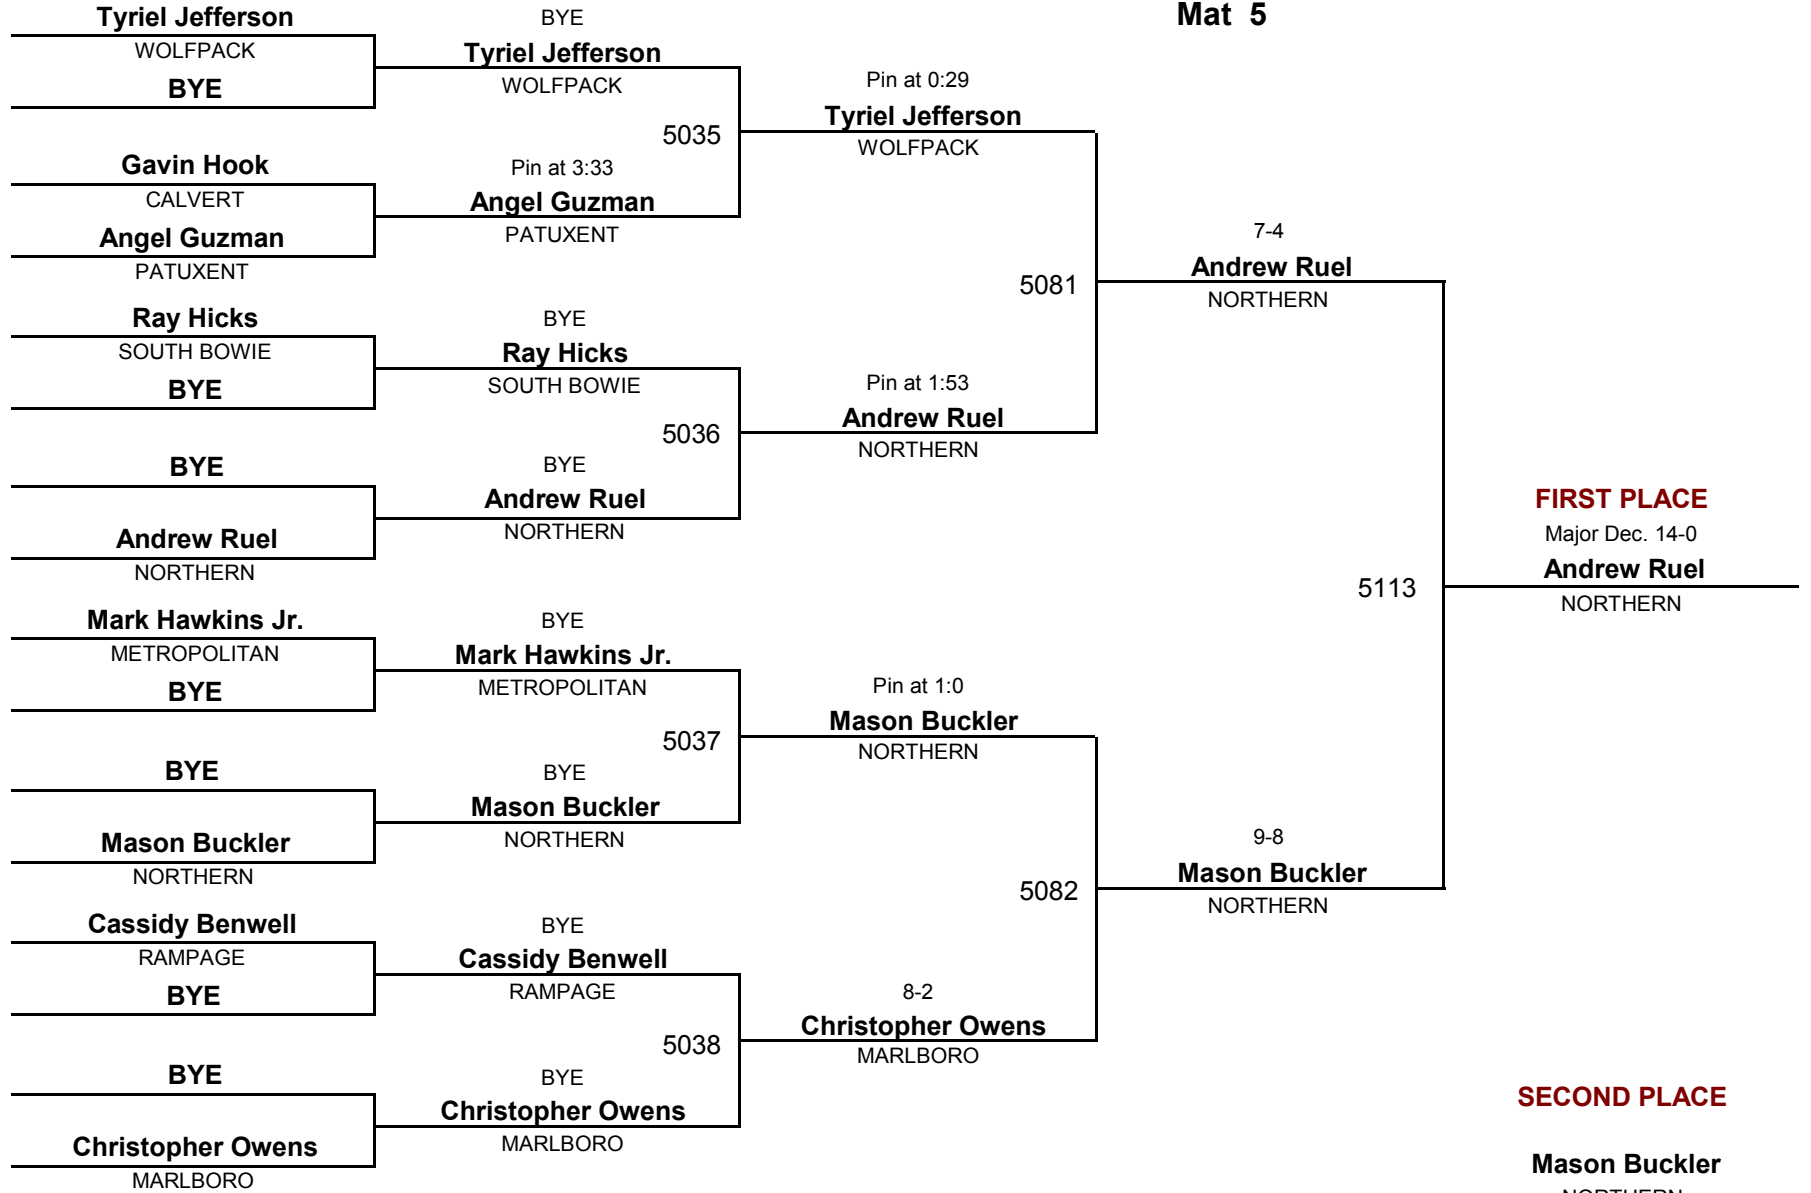 Mat 5
Tyriel Jefferson
WOLFPACK
BYE
Gavin Hook
CALVERT
Angel Guzman
PATUXENT
Ray Hicks
SOUTH BOWIE
BYE
BYE
Andrew Ruel
NORTHERN
Mark Hawkins Jr.
METROPOLITAN
BYE
BYE
Mason Buckler
NORTHERN
Cassidy Benwell
RAMPAGE
BYE
BYE
Christopher Owens
MARLBORO
BYE
Tyriel Jefferson
WOLFPACK
5035
Pin at 3:33
Angel Guzman
PATUXENT
BYE
Ray Hicks
SOUTH BOWIE
5036
BYE
Andrew Ruel
NORTHERN
BYE
Mark Hawkins Jr.
METROPOLITAN
5037
BYE
Mason Buckler
NORTHERN
BYE
Cassidy Benwell
RAMPAGE
5038
BYE
Christopher Owens
MARLBORO
Pin at 0:29
Tyriel Jefferson
WOLFPACK
5081
Pin at 1:53
Andrew Ruel
NORTHERN
Pin at 1:0
Mason Buckler
NORTHERN
5082
8-2
Christopher Owens
MARLBORO
7-4
Andrew Ruel
NORTHERN
5113
9-8
Mason Buckler
NORTHERN
FIRST PLACE
Major Dec. 14-0
Andrew Ruel
NORTHERN
SECOND PLACE
Mason Buckler
NORTHERN